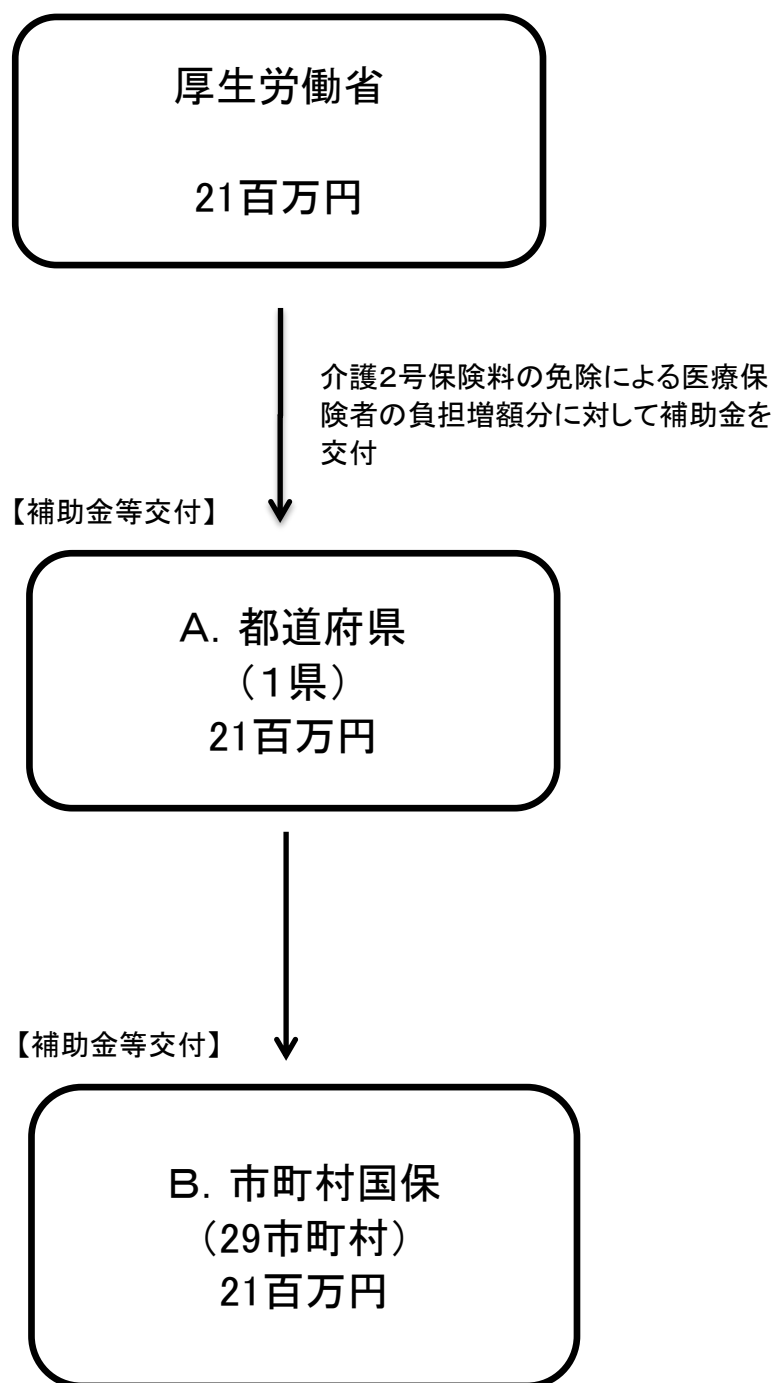 厚生労働省
21百万円
介護２号保険料の免除による医療保
険者の負担増額分に対して補助金を
交付
【補助金等交付】
Ａ．都道府県
（１県）
21百万円
【補助金等交付】
Ｂ．市町村国保
（29市町村）
21百万円